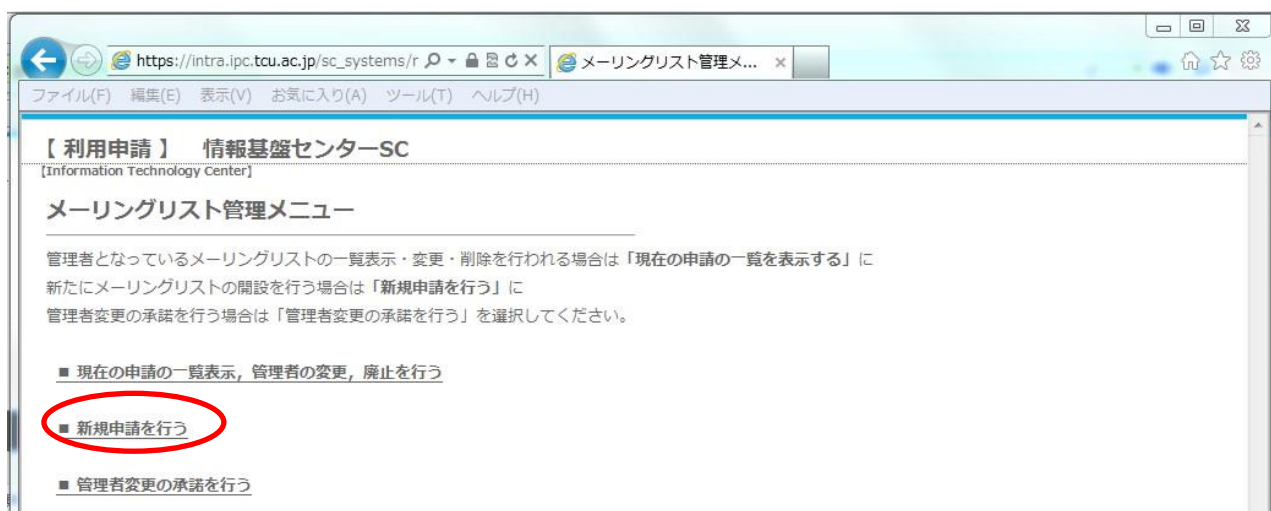 https://intra.ipc.tcu.ac.jp/sc_systems/r
メーリングリスト管理メ...
ファイル(F) 編集(E) 表示(V) お気に入り(A) ツール(T) ヘルプ(H)
【 利用申請 】 情報基盤センターSC
[Information Technology Center]
メーリングリスト管理メニュー
管理者となっているメーリングリストの一覧表示・変更・削除を行われる場合は「現在の申請の一覧を表示する」に
新たにメーリングリストの開設を行う場合は「新規申請を行う」に
管理者変更の承諾を行う場合は「管理者変更の承諾を行う」を選択してください。
■ 現在の申請の一覧表示，管理者の変更，廃止を行う
■ 新規申請を行う
■ 管理者変更の承諾を行う